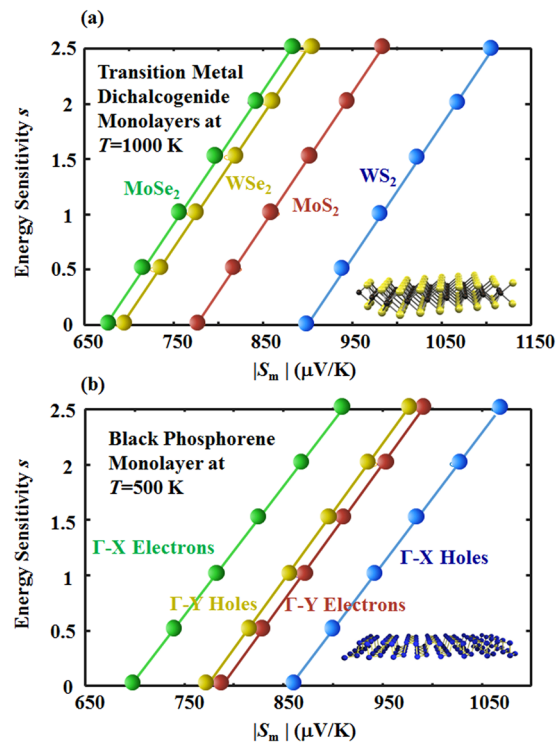 (a)
2.5
2
1.5
1
0.5
0
Energy Sensitivity s
Transition Metal
Dichalcogenide
Monolayers at
T=1000 K
MoSe2
WSe2
MoS2
WS2
650 750 850 950 1050 1150
|Sm| (μV/K)
(b)
2.5
2
1.5
1
0.5
0
Energy Sensitivity s
Black Phosphorene
Monolayer at
T=500 K
Γ-X Electrons
Γ-Y Holes
Γ-Y Electrons
Γ-X Holes
650 750 850 950 1050
|Sm| (μV/K)